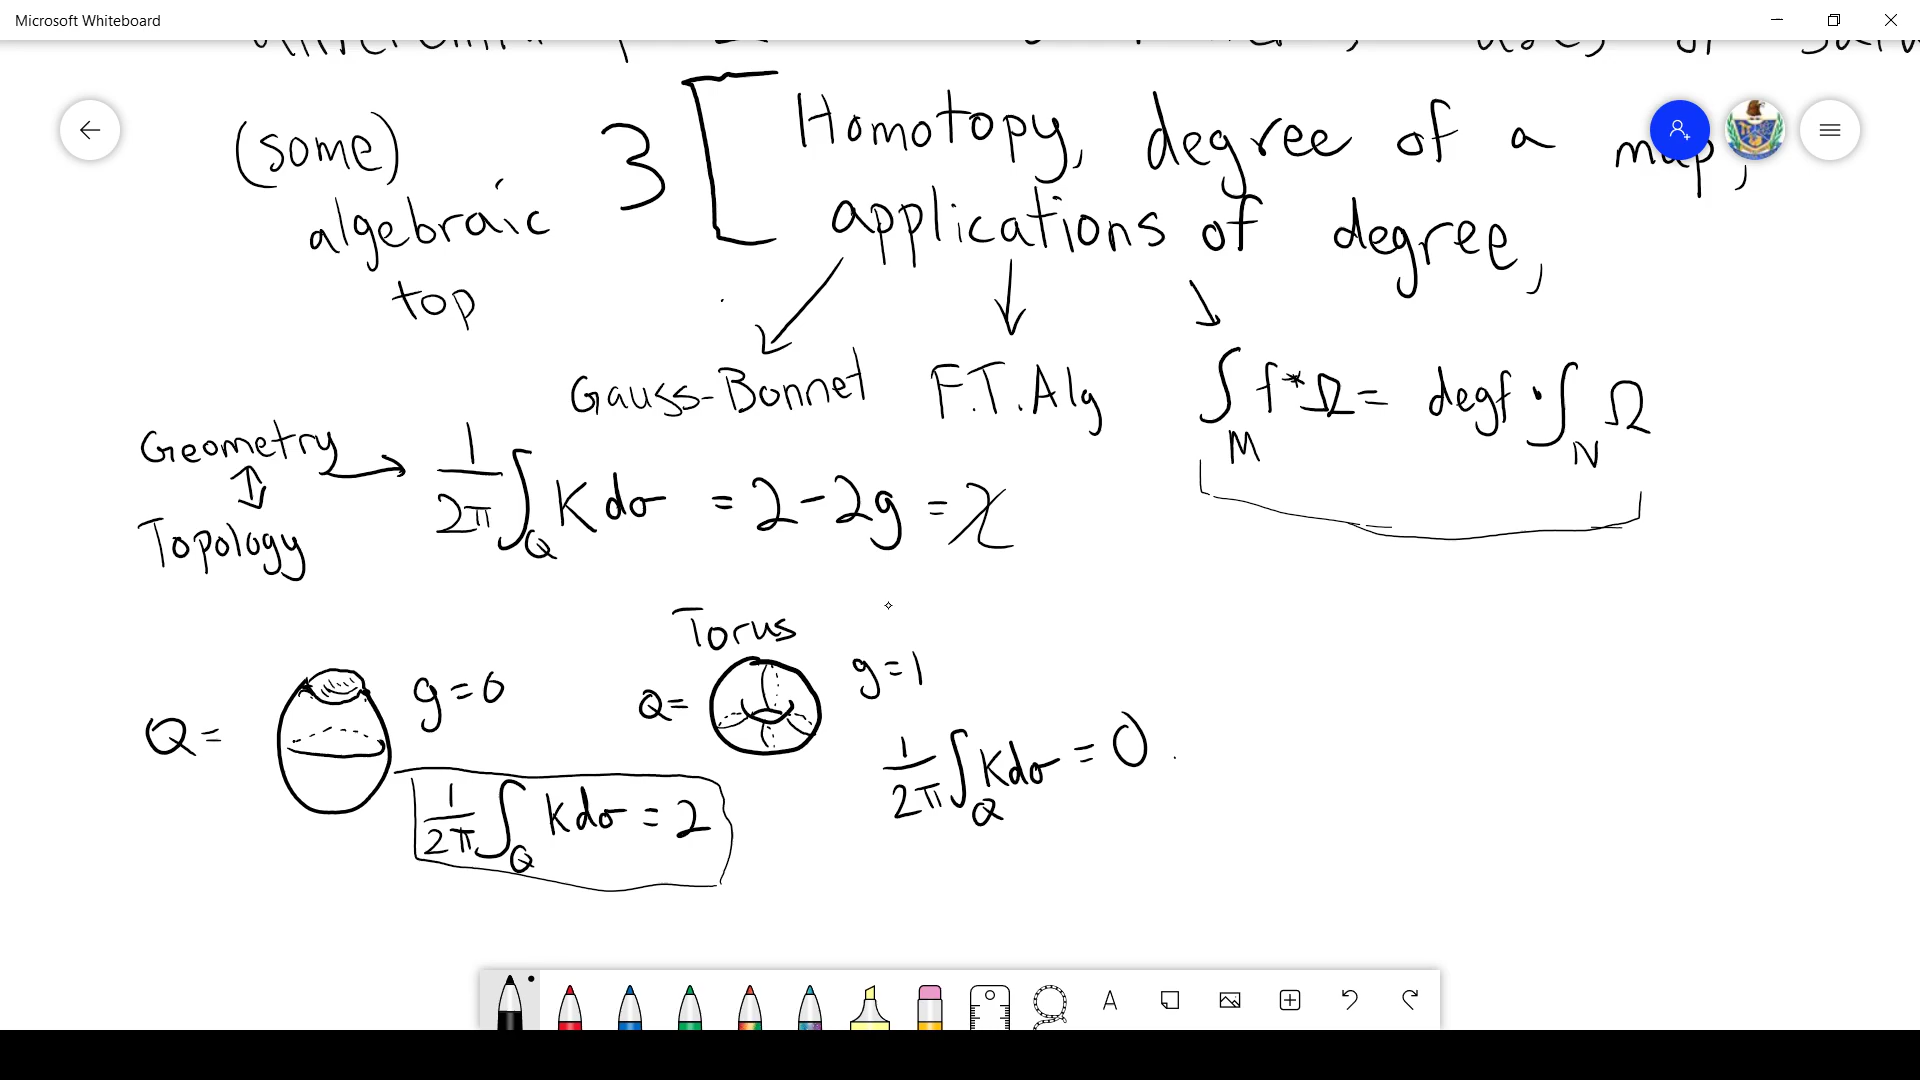 Microsoft Whiteboard
(some) 3 [ Homotopy, degree of a map,
algebraic applications of degree,
top
Gauss-Bonnet F.T.Alg ∫_M f*Ω = degf · ∫_N Ω
Geometry → 1/2π ∫_Q K dσ = 2-2g = χ
↕
Topology
Torus
Q = g=0 Q= g=1
1/2π ∫_Q K dσ = 2 1/2π ∫_Q K dσ = 0
A